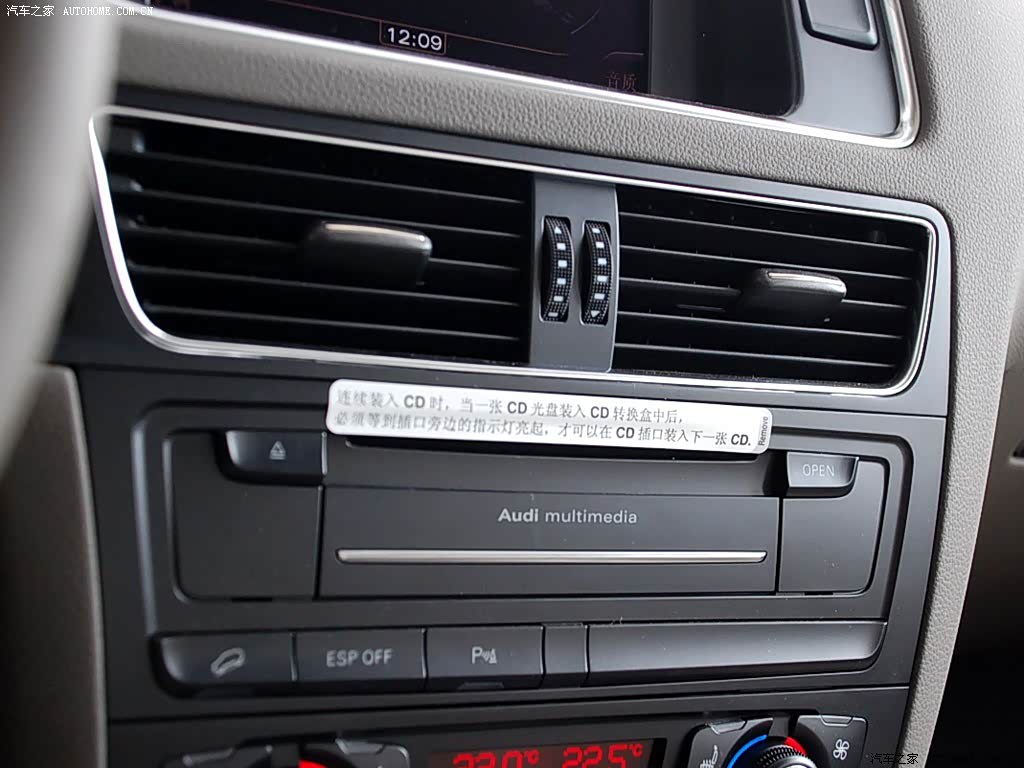 汽车之家 AUTOHOME.COM.CN
12:09
音质
连续装入 CD 时，当一张 CD 光盘装入 CD 转换盒中后，
必须等到插口旁边的指示灯亮起，才可以在 CD 插口装入下一张 CD.
Remove
OPEN
Audi multimedia
ESP OFF
P
22.5°C
汽车之家